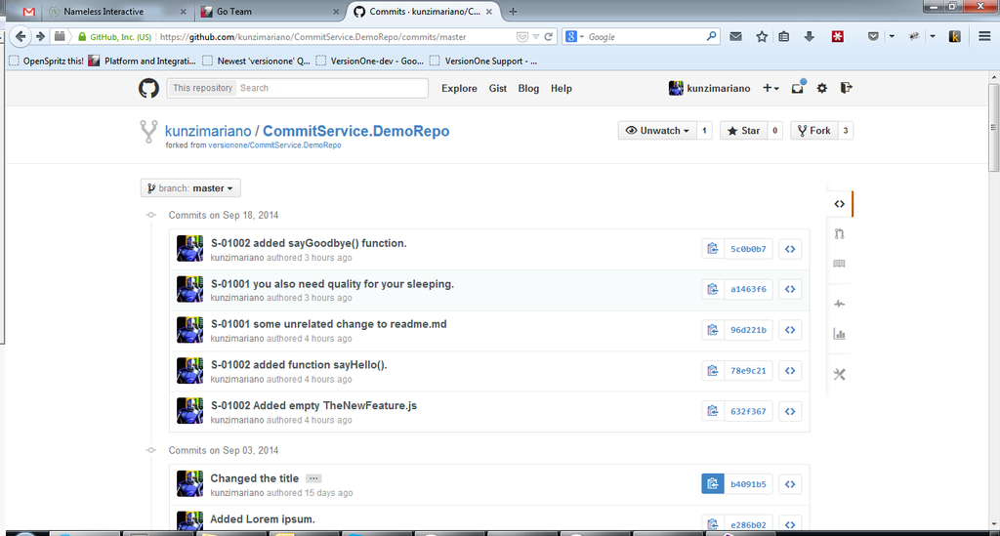 Nameless Interactive
Go Team
Commits · kunzimariano/C...
GitHub, Inc. (US) https://github.com/kunzimariano/CommitService.DemoRepo/commits/master
Google
OpenSpritz this! Platform and Integratio... Newest 'versionone' Q... VersionOne-dev - Goo... VersionOne Support - ...
This repository Search Explore Gist Blog Help kunzimariano
kunzimariano / CommitService.DemoRepo Unwatch 1 Star 0 Fork 3
forked from versionone/CommitService.DemoRepo
branch: master
Commits on Sep 18, 2014
S-01002 added sayGoodbye() function.
kunzimariano authored 3 hours ago
5c0b0b7
S-01001 you also need quality for your sleeping.
kunzimariano authored 3 hours ago
a1463f6
S-01001 some unrelated change to readme.md
kunzimariano authored 4 hours ago
96d221b
S-01002 added function sayHello().
kunzimariano authored 4 hours ago
78e9c21
S-01002 Added empty TheNewFeature.js
kunzimariano authored 4 hours ago
632f367
Commits on Sep 03, 2014
Changed the title ...
kunzimariano authored 15 days ago
b4091b5
Added Lorem ipsum.
e286b02